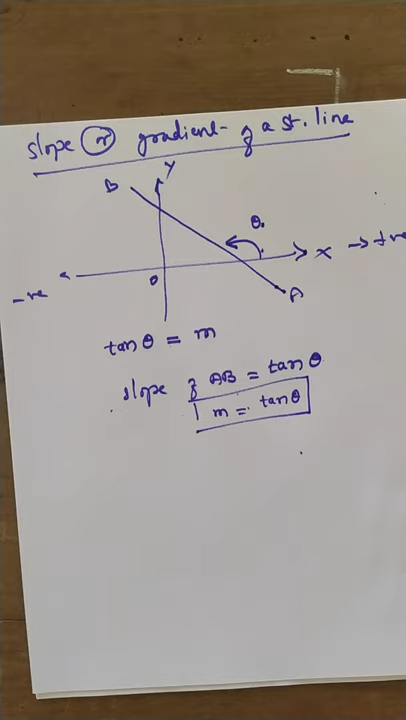 slope (or) gradient of a st. line
B
Y
θ.
X → +ve
-ve
O
A
tan θ = m
slope of AB = tan θ
m = tan θ